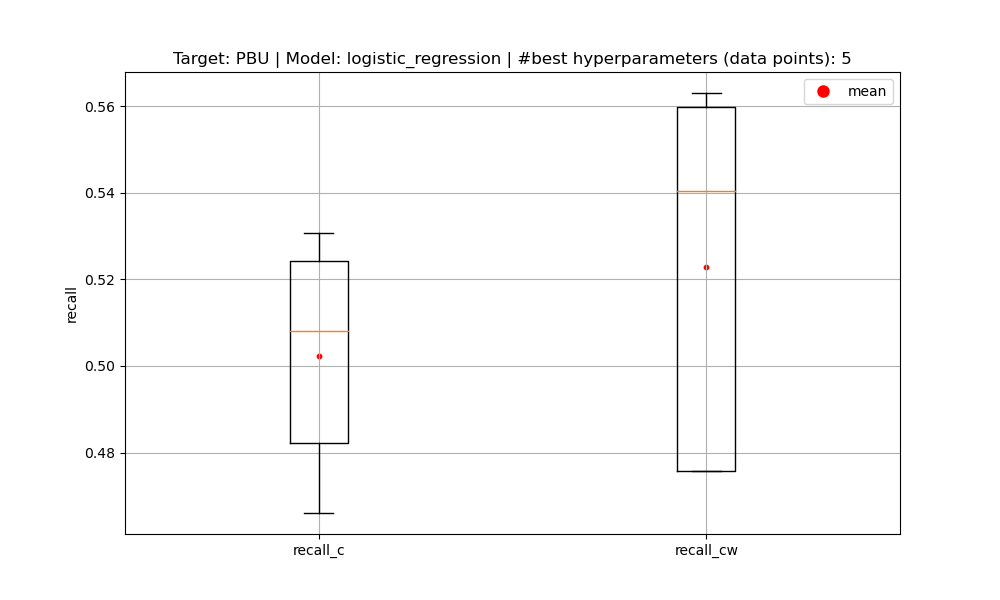 Target: PBU | Model: logistic_regression | #best hyperparameters (data points): 5
mean
0.56
0.54
0.52
0.50
0.48
recall
recall_c
recall_cw